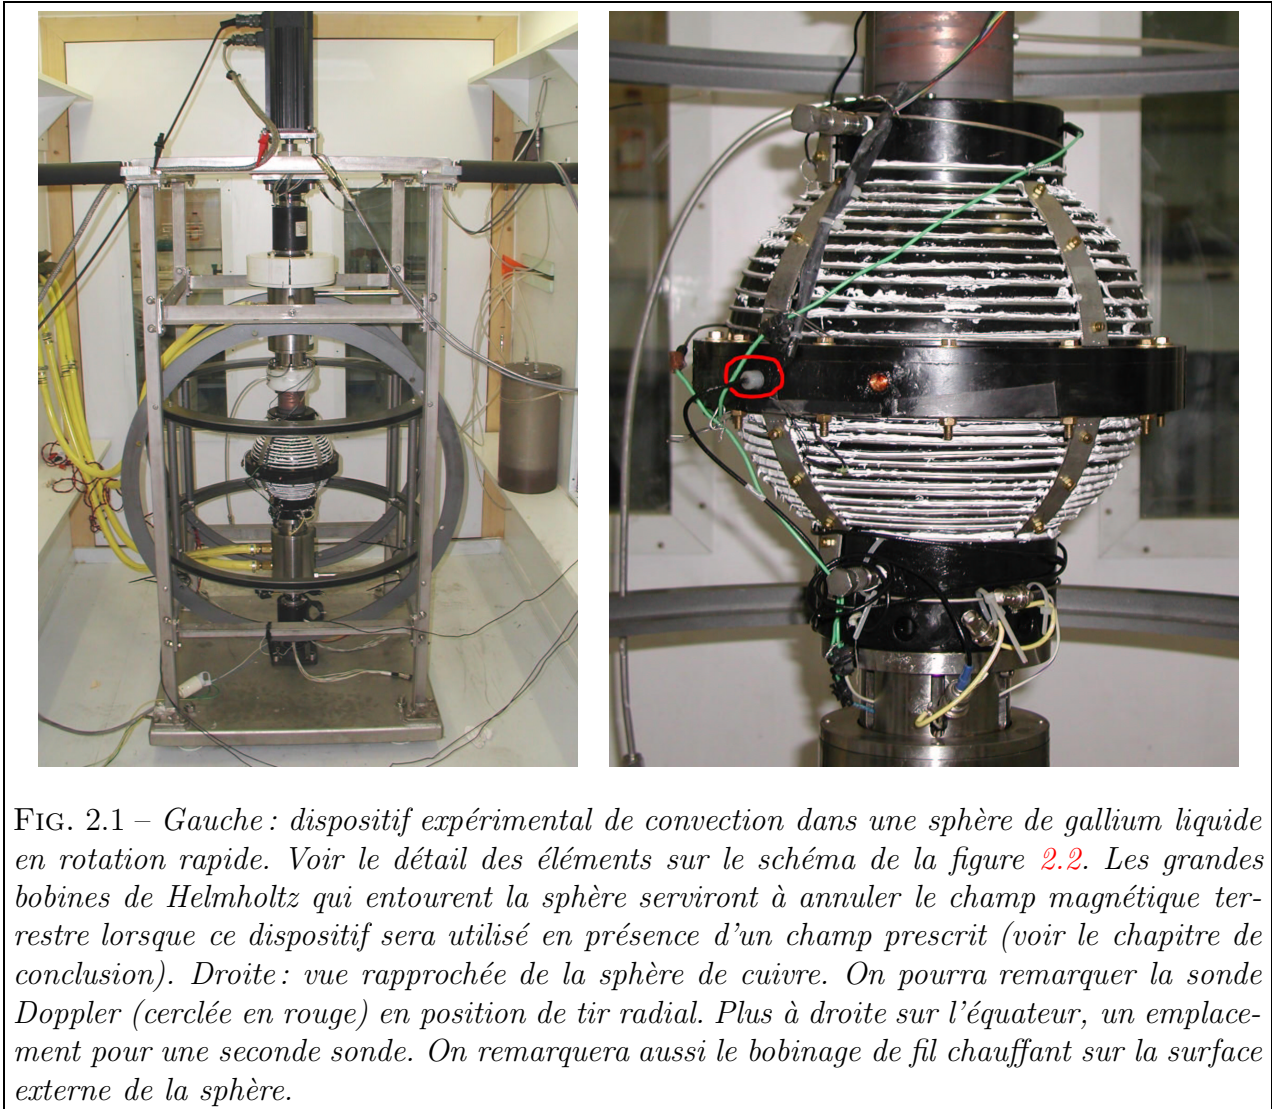 FIG. 2.1 – Gauche : dispositif expérimental de convection dans une sphère de gallium liquide
en rotation rapide. Voir le détail des éléments sur le schéma de la figure 2.2. Les grandes
bobines de Helmholtz qui entourent la sphère serviront à annuler le champ magnétique ter-
restre lorsque ce dispositif sera utilisé en présence d'un champ prescrit (voir le chapitre de
conclusion). Droite : vue rapprochée de la sphère de cuivre. On pourra remarquer la sonde
Doppler (cerclée en rouge) en position de tir radial. Plus à droite sur l'équateur, un emplace-
ment pour une seconde sonde. On remarquera aussi le bobinage de fil chauffant sur la surface
externe de la sphère.